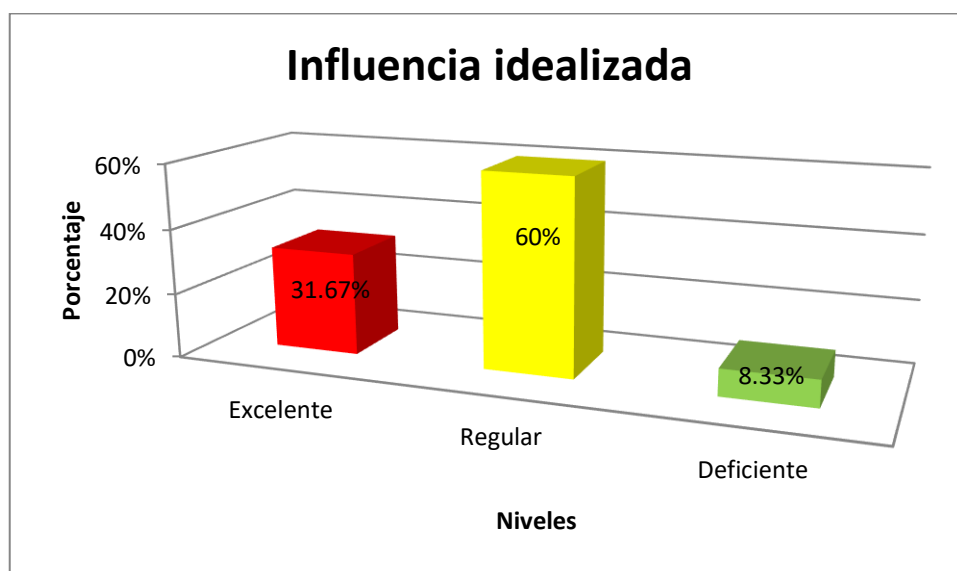 Influencia idealizada
60%
40%
20%
0%
Porcentaje
31.67%
60%
8.33%
Excelente
Regular
Deficiente
Niveles